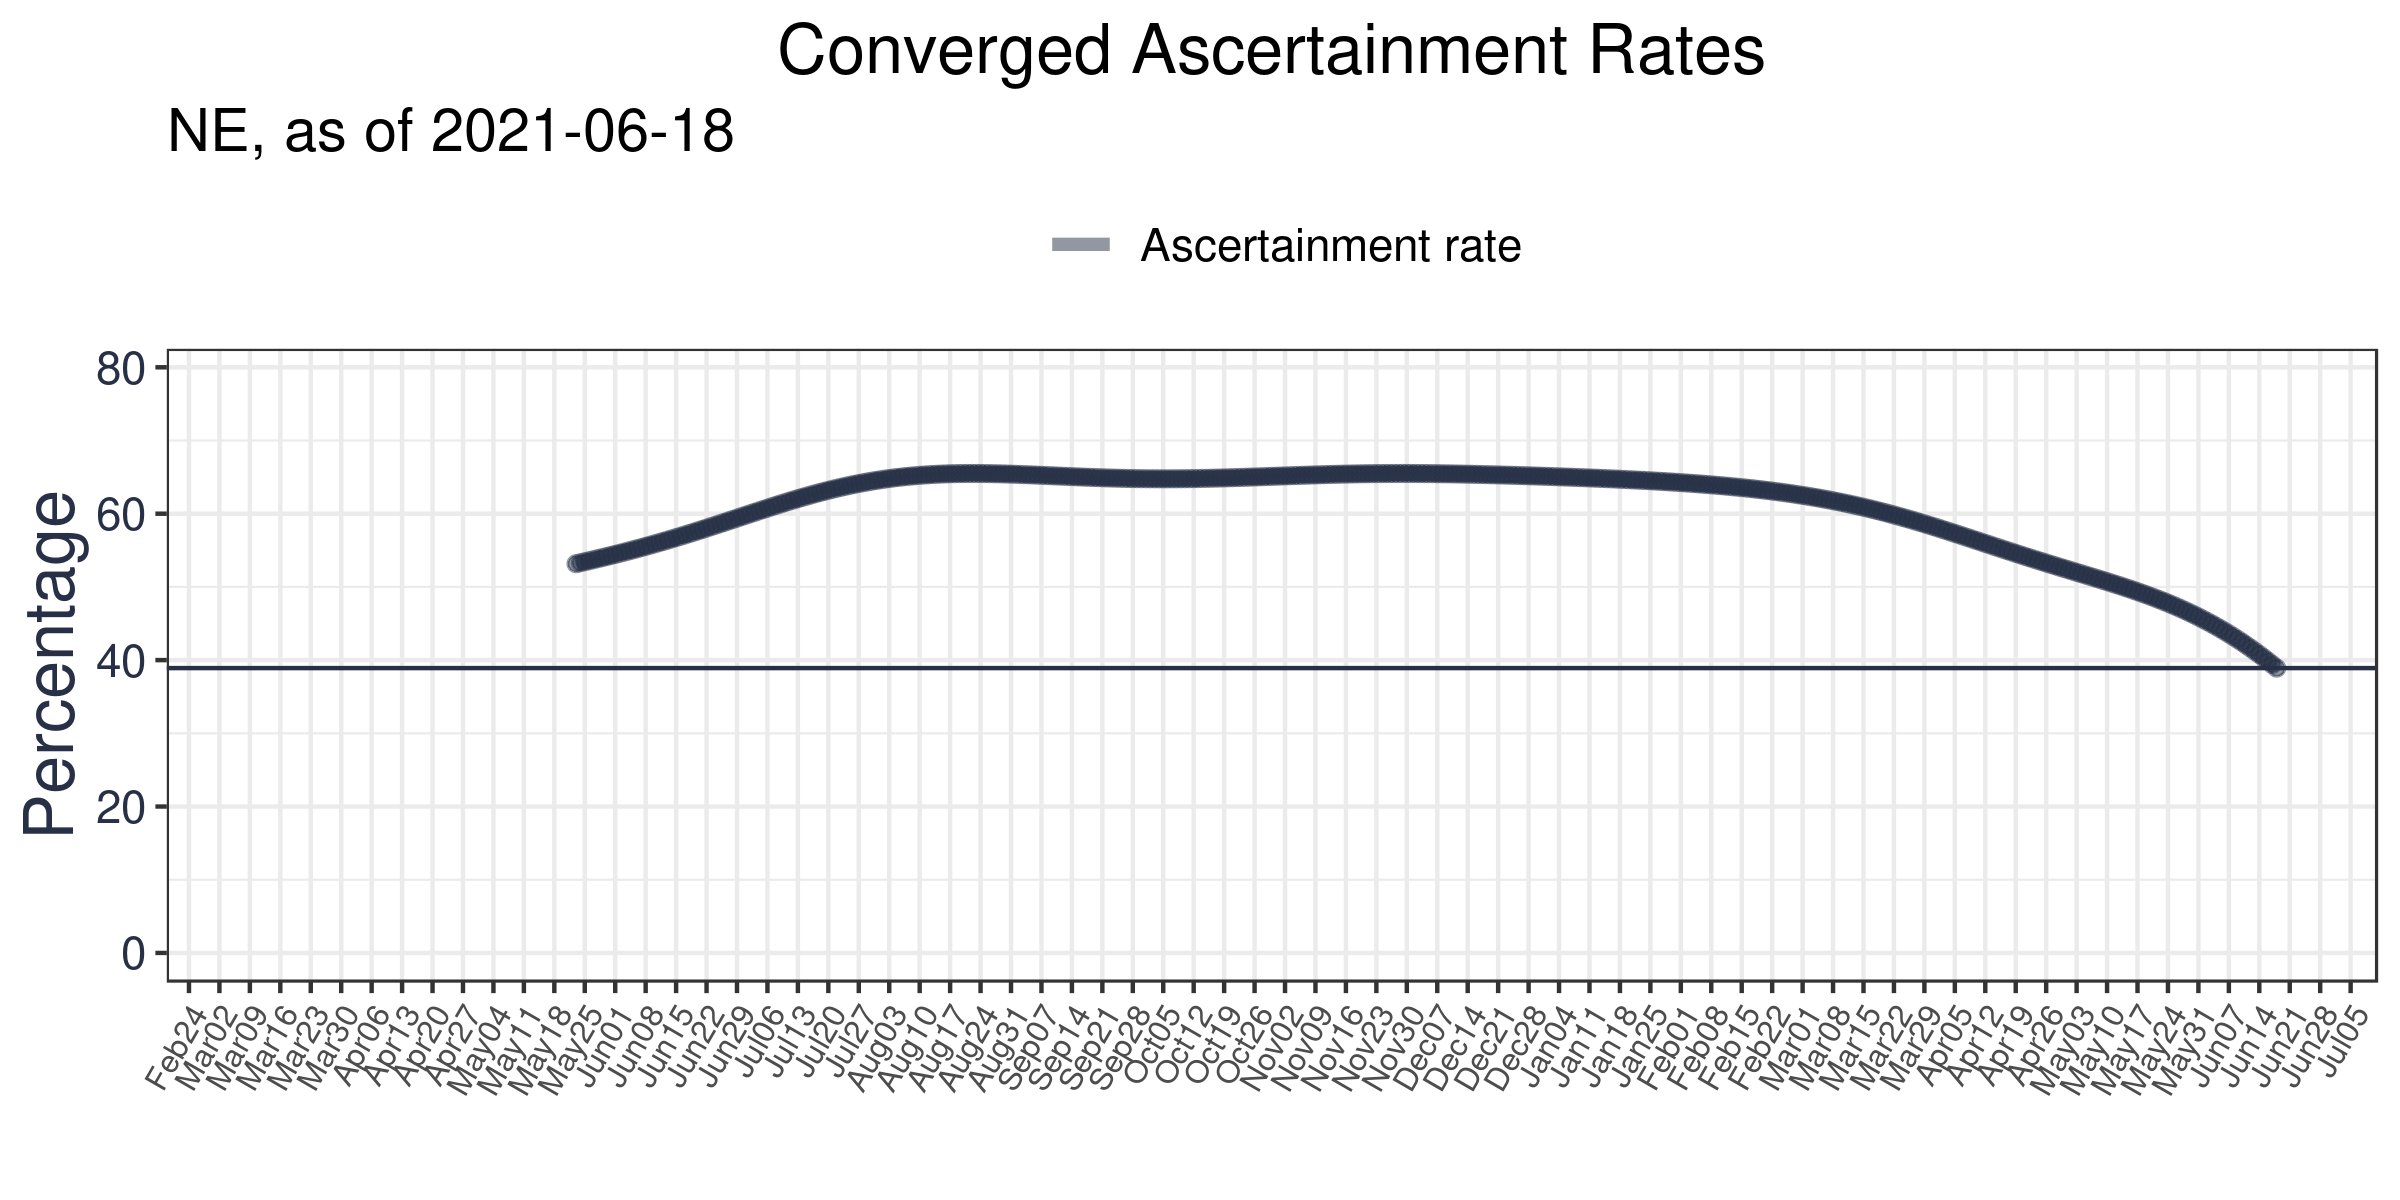 Converged Ascertainment Rates
NE, as of 2021-06-18
Ascertainment rate
Percentage
80
60
40
20
0
Feb24 Mar02 Mar09 Mar16 Mar23 Mar30 Apr06 Apr13 Apr20 Apr27 May04 May11 May18 May25 Jun01 Jun08 Jun15 Jun22 Jun29 Jul06 Jul13 Jul20 Jul27 Aug03 Aug10 Aug17 Aug24 Aug31 Sep07 Sep14 Sep21 Sep28 Oct05 Oct12 Oct19 Oct26 Nov02 Nov09 Nov16 Nov23 Nov30 Dec07 Dec14 Dec21 Dec28 Jan04 Jan11 Jan18 Jan25 Feb01 Feb08 Feb15 Feb22 Mar01 Mar08 Mar15 Mar22 Mar29 Apr05 Apr12 Apr19 Apr26 May03 May10 May17 May24 May31 Jun07 Jun14 Jun21 Jun28 Jul05